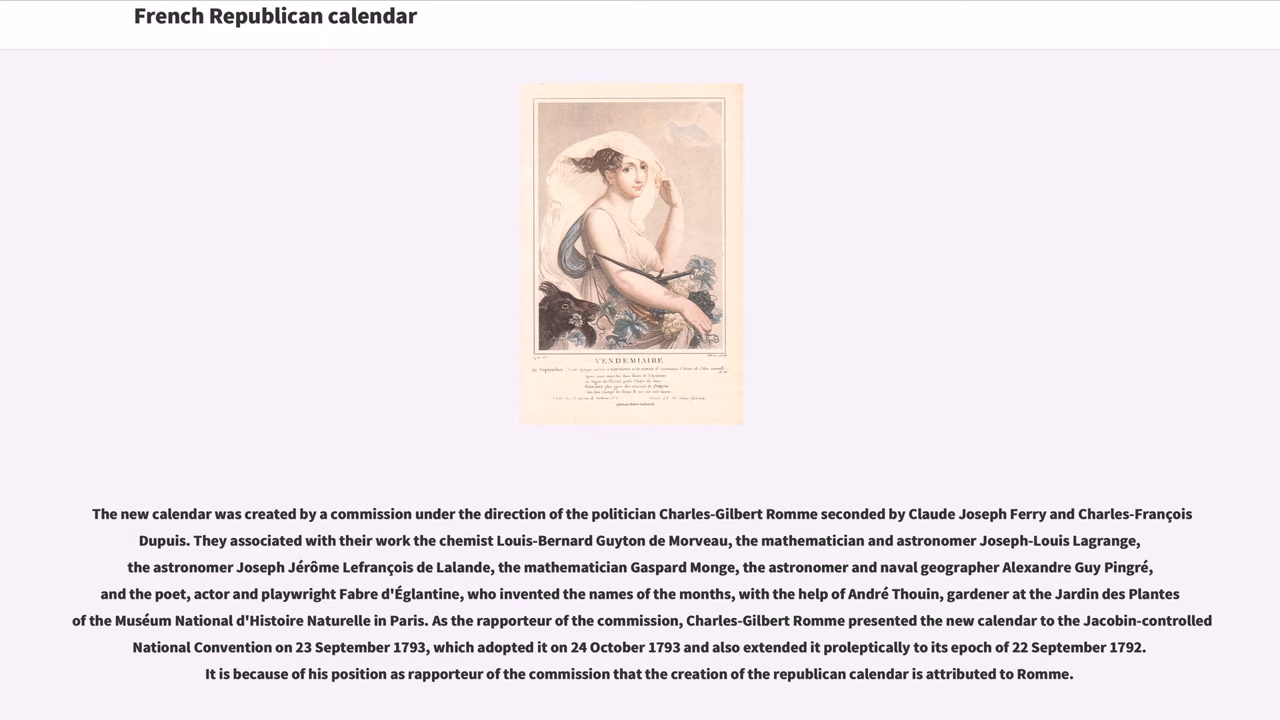 French Republican calendar
VENDEMIAIRE
22 Septembre
The new calendar was created by a commission under the direction of the politician Charles-Gilbert Romme seconded by Claude Joseph Ferry and Charles-François
Dupuis. They associated with their work the chemist Louis-Bernard Guyton de Morveau, the mathematician and astronomer Joseph-Louis Lagrange,
the astronomer Joseph Jérôme Lefrançois de Lalande, the mathematician Gaspard Monge, the astronomer and naval geographer Alexandre Guy Pingré,
and the poet, actor and playwright Fabre d'Églantine, who invented the names of the months, with the help of André Thouin, gardener at the Jardin des Plantes
of the Muséum National d'Histoire Naturelle in Paris. As the rapporteur of the commission, Charles-Gilbert Romme presented the new calendar to the Jacobin-controlled
National Convention on 23 September 1793, which adopted it on 24 October 1793 and also extended it proleptically to its epoch of 22 September 1792.
It is because of his position as rapporteur of the commission that the creation of the republican calendar is attributed to Romme.